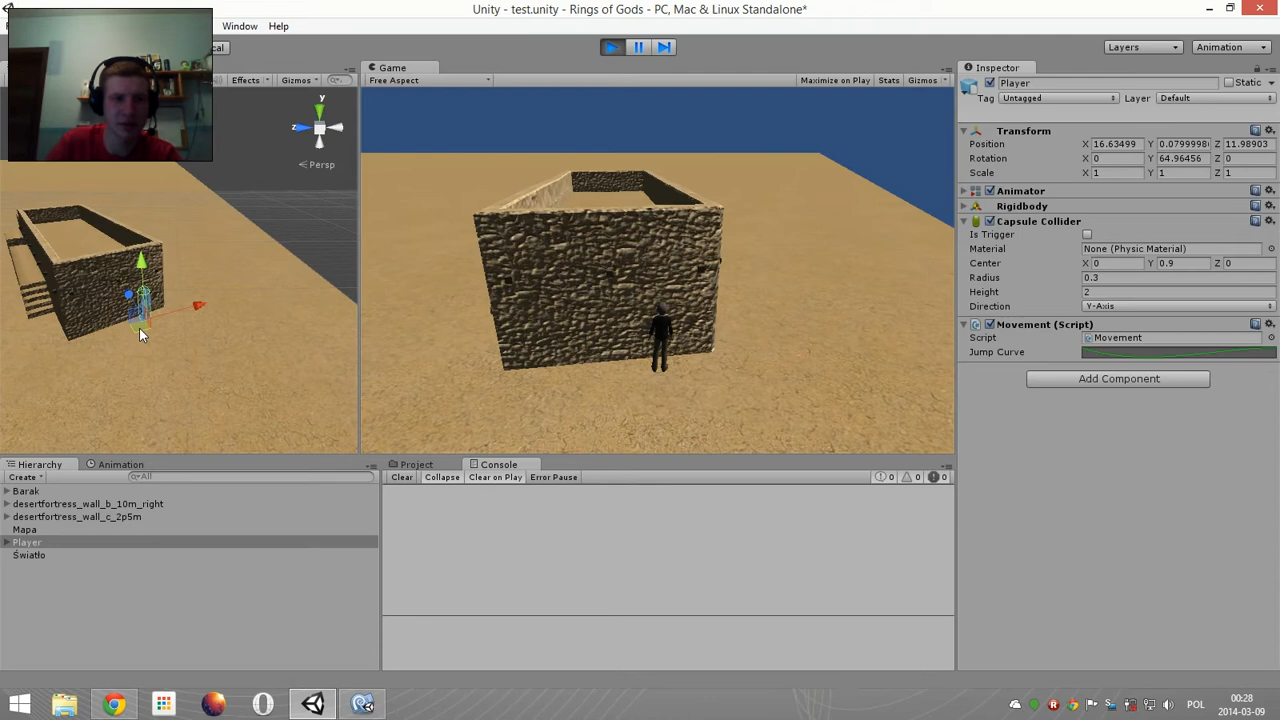 Unity - test.unity - Rings of Gods - PC, Mac & Linux Standalone*
Window Help
cal
Layers Animation
Effects Gizmos
y
z
Persp
Game
Free Aspect Maximize on Play Stats Gizmos
Inspector
Player Static
Tag Untagged Layer Default
Transform
Position X 16.63499 Y 0.0799998 Z 11.98903
Rotation X 0 Y 64.96456 Z 0
Scale X 1 Y 1 Z 1
Animator
Rigidbody
Capsule Collider
Is Trigger
Material None (Physic Material)
Center X 0 Y 0.9 Z 0
Radius 0.3
Height 2
Direction Y-Axis
Movement (Script)
Script Movement
Jump Curve
Add Component
Hierarchy Animation
Create All
Barak
desertfortress_wall_b_10m_right
desertfortress_wall_c_2p5m
Mapa
Player
Światło
Project Console
Clear Collapse Clear on Play Error Pause 0 0 0
POL
00:28
2014-03-09